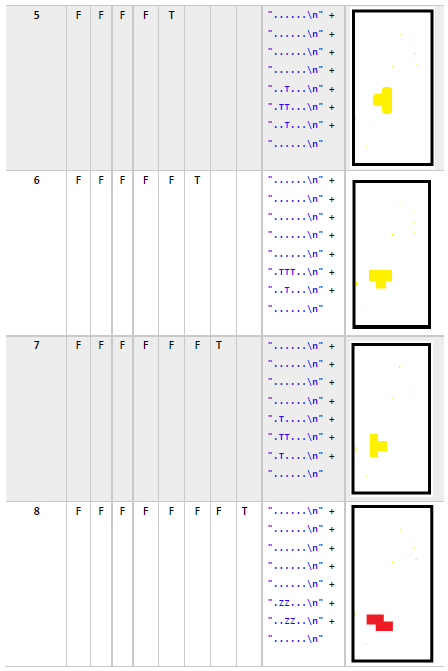 5 F F F F T "......\n" +
"......\n" +
"......\n" +
"......\n" +
"..T...\n" +
".TT...\n" +
"..T...\n" +
"......\n"
6 F F F F F T "......\n" +
"......\n" +
"......\n" +
"......\n" +
"......\n" +
".TTT..\n" +
"..T...\n" +
"......\n"
7 F F F F F F T "......\n" +
"......\n" +
"......\n" +
"......\n" +
".T....\n" +
".TT...\n" +
".T....\n" +
"......\n"
8 F F F F F F F T "......\n" +
"......\n" +
"......\n" +
"......\n" +
"......\n" +
".ZZ...\n" +
"..ZZ..\n" +
"......\n"